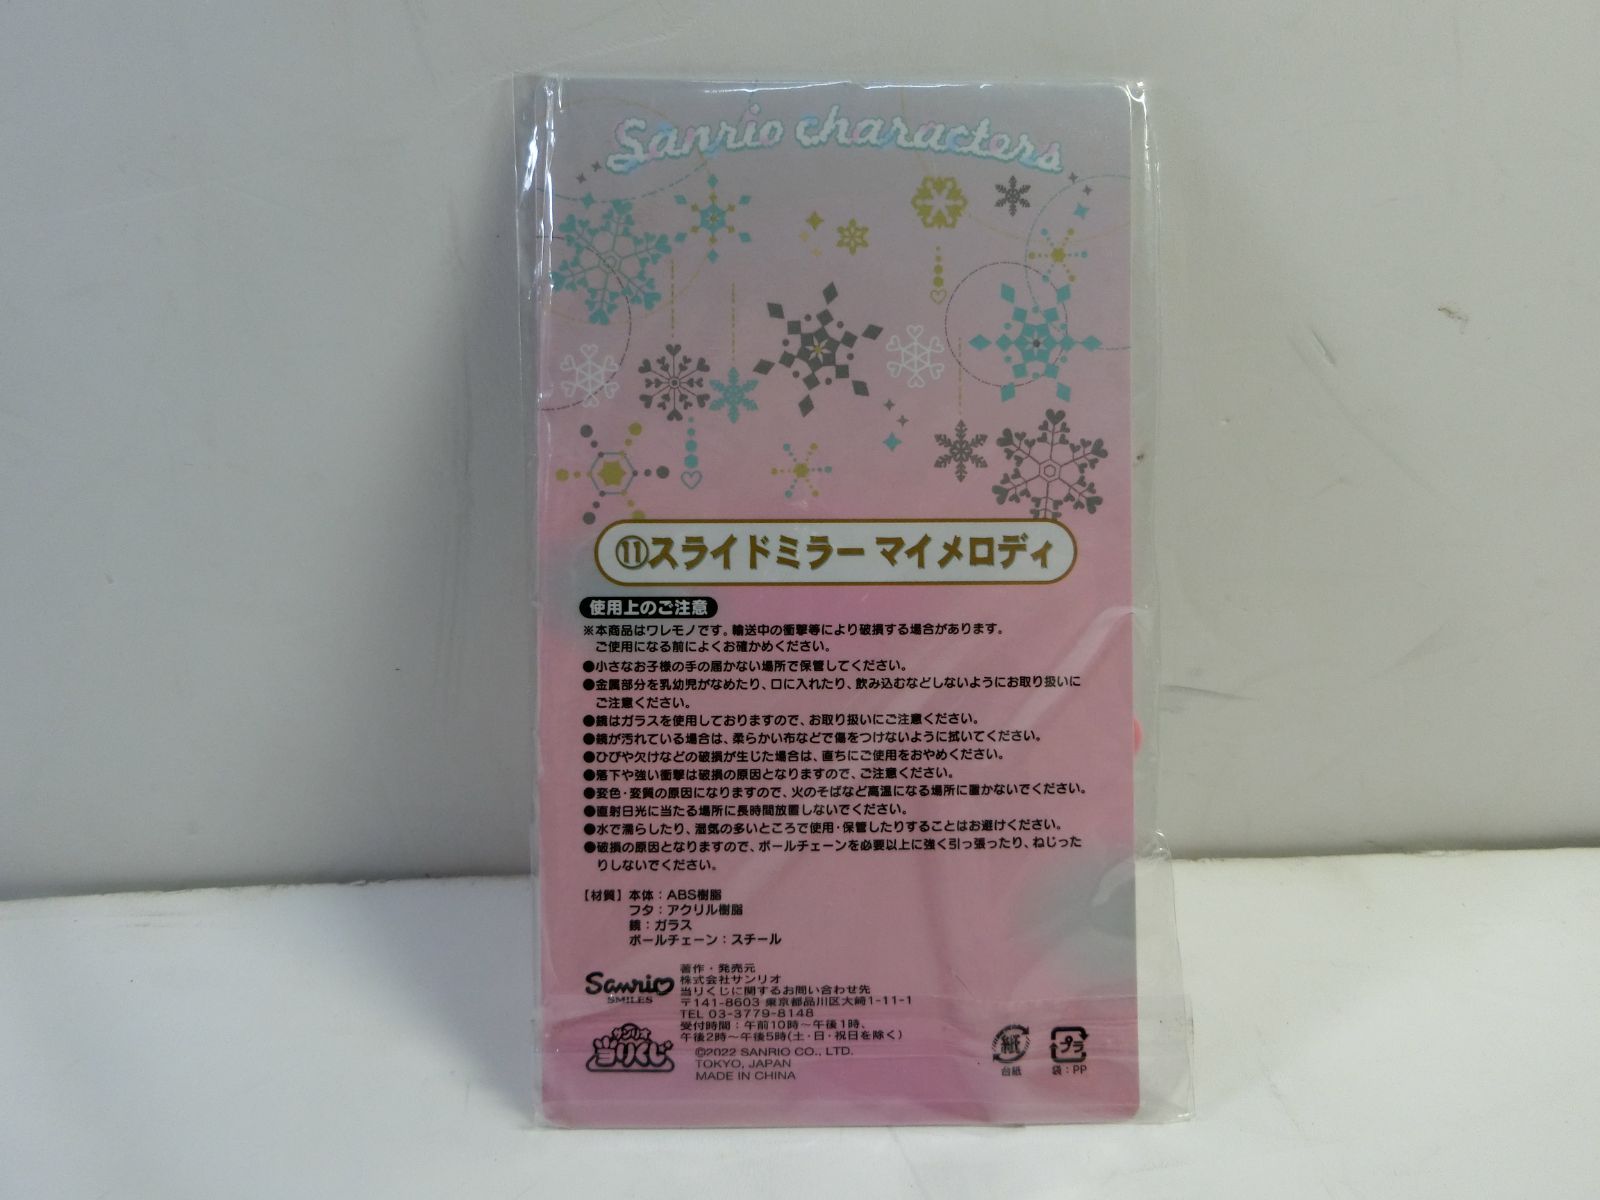 Sanrio characters
⑪スライドミラー マイメロディ
使用上のご注意
※本商品はワレモノです。輸送中の衝撃等により破損する場合があります。
ご使用になる前によくお確かめください。
●小さなお子様の手の届かない場所で保管してください。
●金属部分を乳幼児がなめたり、口に入れたり、飲み込むなどしないようにお取り扱いに
ご注意ください。
●鏡はガラスを使用しておりますので、お取り扱いにご注意ください。
●鏡が汚れている場合は、柔らかい布などで傷をつけないように拭いてください。
●ひびや欠けなどの破損が生じた場合は、直ちにご使用をおやめください。
●落下や強い衝撃は破損の原因となりますので、ご注意ください。
●変色・変質の原因になりますので、火のそばなど高温になる場所に置かないでください。
●直射日光に当たる場所に長時間放置しないでください。
●水で濡らしたり、湿気の多いところで使用・保管したりすることはお避けください。
●破損の原因となりますので、ボールチェーンを必要以上に強く引っ張ったり、ねじった
りしないでください。
【材質】本体：ABS樹脂
フタ：アクリル樹脂
鏡：ガラス
ボールチェーン：スチール
Sanrio
SMILES
サンリオ
当りくじ
著作・発売元
株式会社サンリオ
当りくじに関するお問い合わせ先
〒141-8603 東京都品川区大崎1-11-1
TEL 03-3779-8148
受付時間：午前10時〜午後1時、
午後2時〜午後5時(土・日・祝日を除く)
©2022 SANRIO CO., LTD.
TOKYO, JAPAN
MADE IN CHINA
紙
台紙
プラ
袋：PP